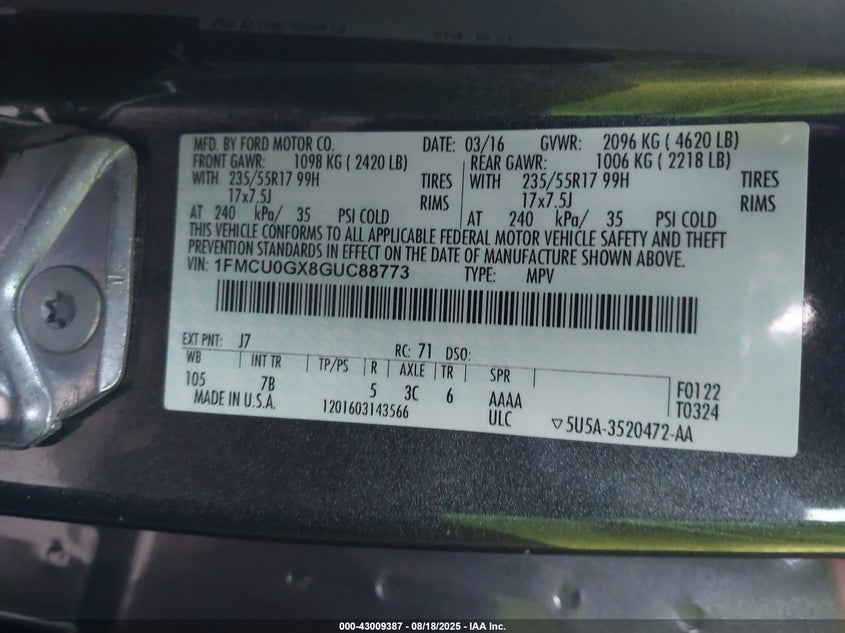 MFD. BY FORD MOTOR CO. DATE: 03/16 GVWR: 2096 KG ( 4620 LB)
FRONT GAWR: 1098 KG ( 2420 LB) REAR GAWR: 1006 KG ( 2218 LB)
WITH 235/55R17 99H TIRES WITH 235/55R17 99H TIRES
17x7.5J RIMS 17x7.5J RIMS
AT 240 kPa/ 35 PSI COLD AT 240 kPa/ 35 PSI COLD
THIS VEHICLE CONFORMS TO ALL APPLICABLE FEDERAL MOTOR VEHICLE SAFETY AND THEFT
PREVENTION STANDARDS IN EFFECT ON THE DATE OF MANUFACTURE SHOWN ABOVE.
VIN: 1FMCU0GX8GUC88773 TYPE: MPV
EXT PNT: J7 RC: 71 DSO:
WB INT TR TP/PS R AXLE TR SPR
105 7B 5 3C 6 AAAA F0122
MADE IN U.S.A. 1201603143566 ULC T0324
▽5U5A-3520472-AA
000-43009387 - 08/18/2025 - IAA Inc.